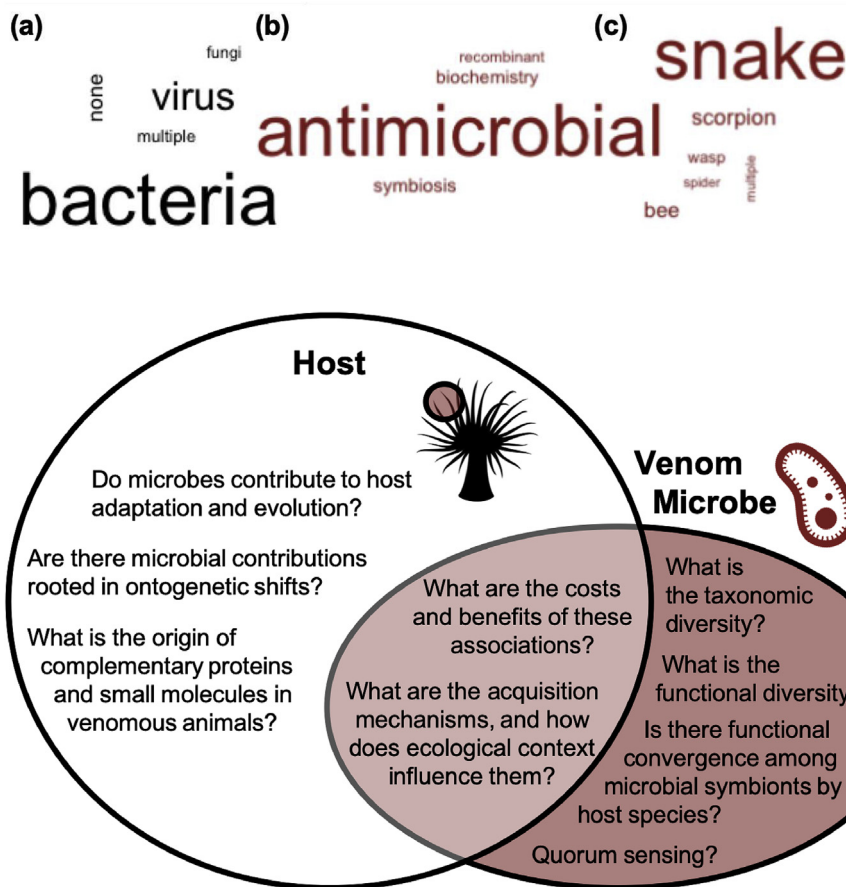 (a)
fungi
none
virus
multiple
bacteria
(b)
recombinant
biochemistry
antimicrobial
symbiosis
(c)
snake
scorpion
wasp
spider
multiple
bee
Host
Do microbes contribute to host
adaptation and evolution?
Are there microbial contributions
rooted in ontogenetic shifts?
What is the origin of
complementary proteins
and small molecules in
venomous animals?
What are the costs
and benefits of these
associations?
What are the acquisition
mechanisms, and how
does ecological context
influence them?
Venom
Microbe
What is
the taxonomic
diversity?
What is the
functional diversity
Is there functional
convergence among
microbial symbionts by
host species?
Quorum sensing?